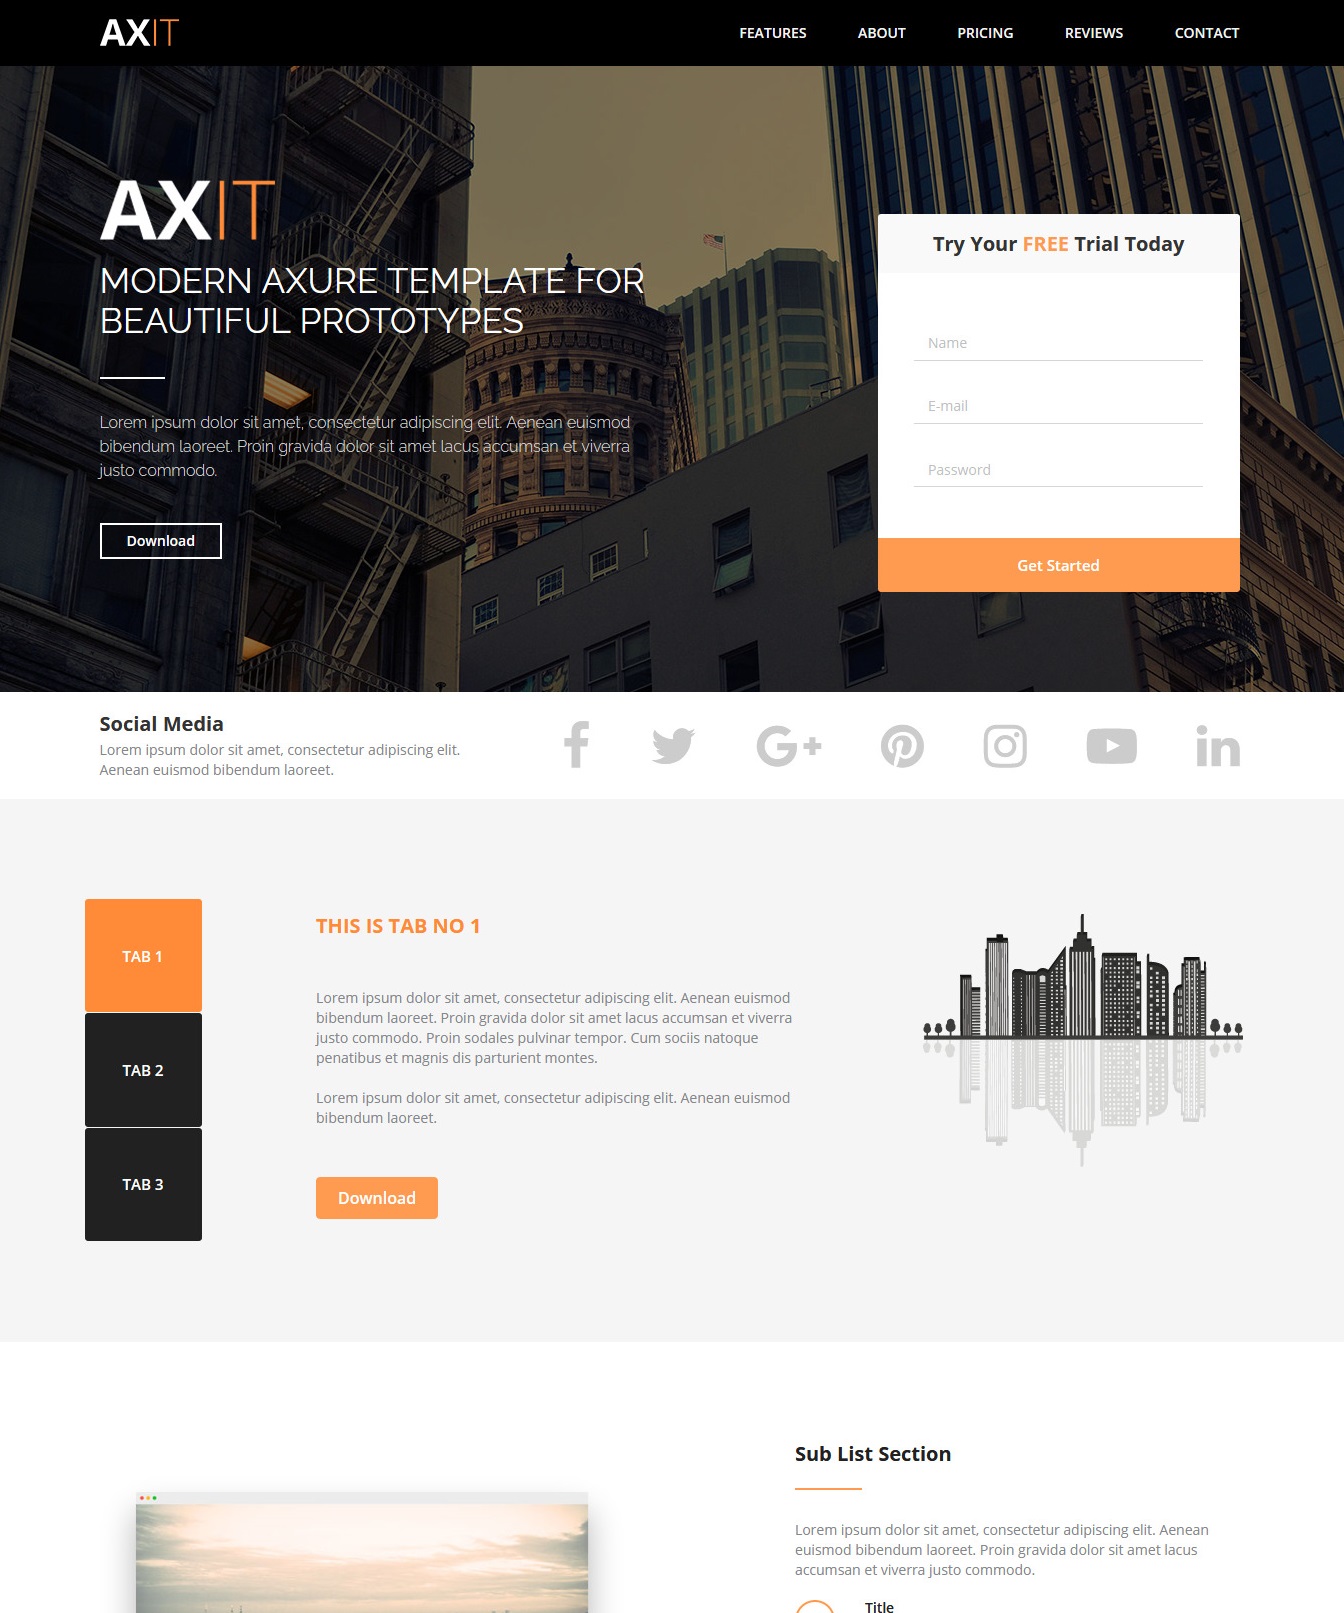 AXIT
FEATURES
ABOUT
PRICING
REVIEWS
CONTACT
AXIT
MODERN AXURE TEMPLATE FOR
BEAUTIFUL PROTOTYPES
Lorem ipsum dolor sit amet, consectetur adipiscing elit. Aenean euismod
bibendum laoreet. Proin gravida dolor sit amet lacus accumsan et viverra
justo commodo.
Download
Try Your FREE Trial Today
Name
E-mail
Password
Get Started
Social Media
Lorem ipsum dolor sit amet, consectetur adipiscing elit.
Aenean euismod bibendum laoreet.
TAB 1
TAB 2
TAB 3
THIS IS TAB NO 1
Lorem ipsum dolor sit amet, consectetur adipiscing elit. Aenean euismod
bibendum laoreet. Proin gravida dolor sit amet lacus accumsan et viverra
justo commodo. Proin sodales pulvinar tempor. Cum sociis natoque
penatibus et magnis dis parturient montes.
Lorem ipsum dolor sit amet, consectetur adipiscing elit. Aenean euismod
bibendum laoreet.
Download
Sub List Section
Lorem ipsum dolor sit amet, consectetur adipiscing elit. Aenean
euismod bibendum laoreet. Proin gravida dolor sit amet lacus
accumsan et viverra justo commodo.
Title